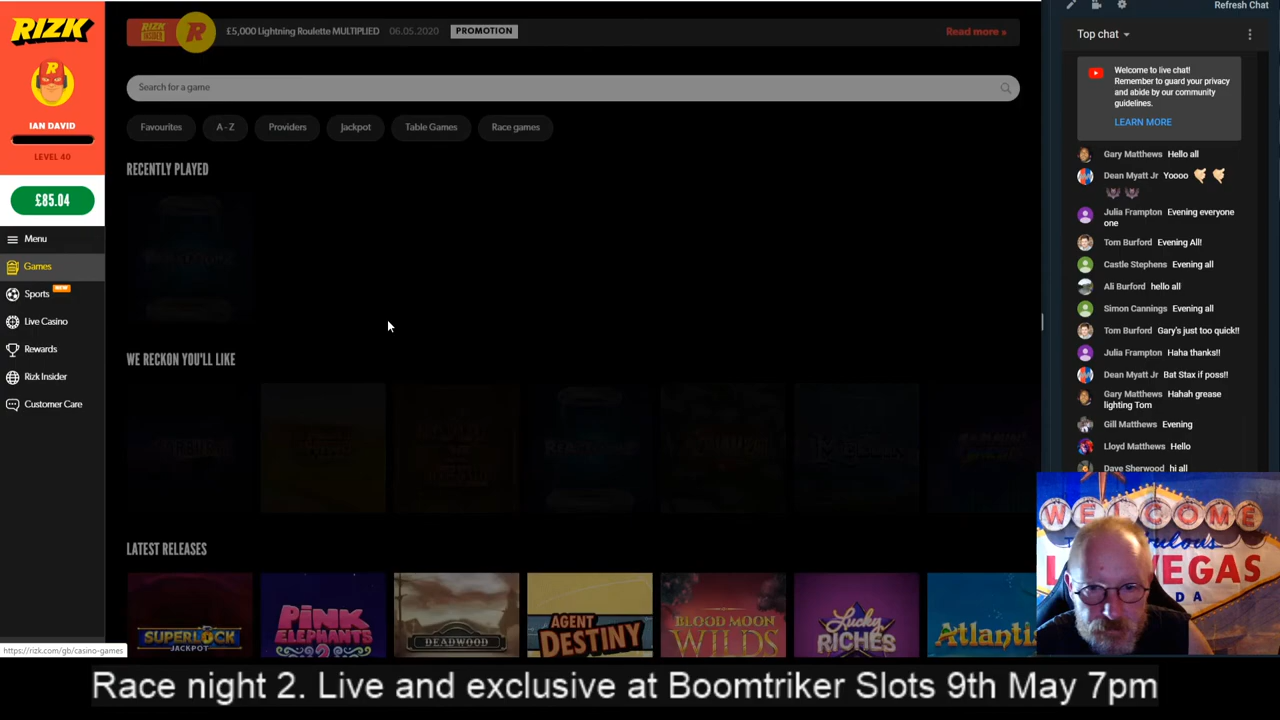 RIZK
IAN DAVID
LEVEL 40
£85.04
Menu
Games
Sports NEW
Live Casino
Rewards
Rizk Insider
Customer Care
https://rizk.com/gb/casino-games
RIZK INSIDER
R
£5,000 Lightning Roulette MULTIPLIED 06.05.2020 PROMOTION Read more »
Search for a game
Favourites A - Z Providers Jackpot Table Games Race games
RECENTLY PLAYED
WE RECKON YOU'LL LIKE
LATEST RELEASES
SUPERLOCK JACKPOT
PINK ELEPHANTS 2
DEADWOOD
AGENT DESTINY
BLOOD MOON WILDS
Lucky RICHES
Atlantis
Refresh Chat
Top chat
Welcome to live chat!
Remember to guard your privacy
and abide by our community
guidelines.
LEARN MORE
Gary Matthews Hello all
Dean Myatt Jr Yoooo
Julia Frampton Evening everyone
one
Tom Burford Evening All!
Castle Stephens Evening all
Ali Burford hello all
Simon Cannings Evening all
Tom Burford Gary's just too quick!!
Julia Frampton Haha thanks!!
Dean Myatt Jr Bat Stax if poss!!
Gary Matthews Hahah grease
lighting Tom
Gill Matthews Evening
Lloyd Matthews Hello
Dave Sherwood hi all
WELCOME
VEGAS
Race night 2. Live and exclusive at Boomtriker Slots 9th May 7pm